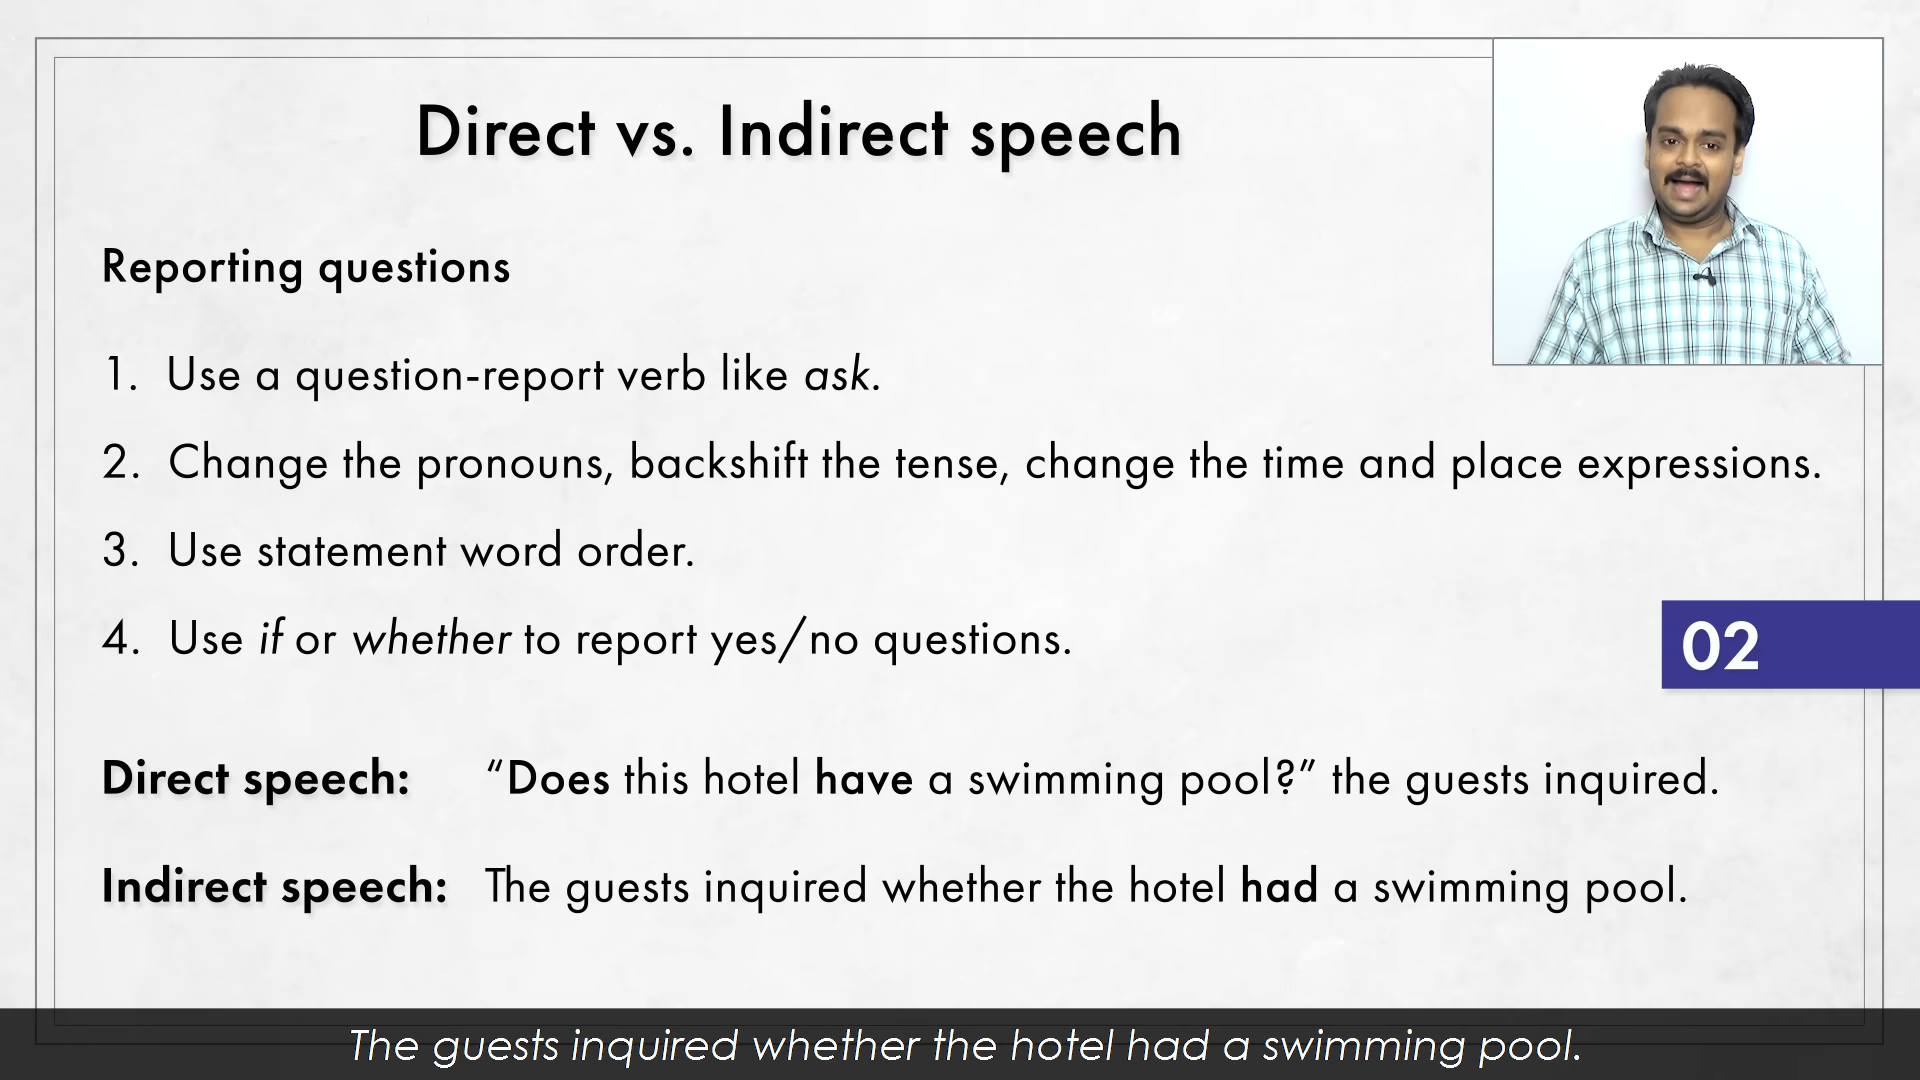 Direct vs. Indirect speech
Reporting questions
1. Use a question-report verb like ask.
2. Change the pronouns, backshift the tense, change the time and place expressions.
3. Use statement word order.
4. Use if or whether to report yes/no questions.
02
Direct speech: “Does this hotel have a swimming pool?” the guests inquired.
Indirect speech: The guests inquired whether the hotel had a swimming pool.
The guests inquired whether the hotel had a swimming pool.